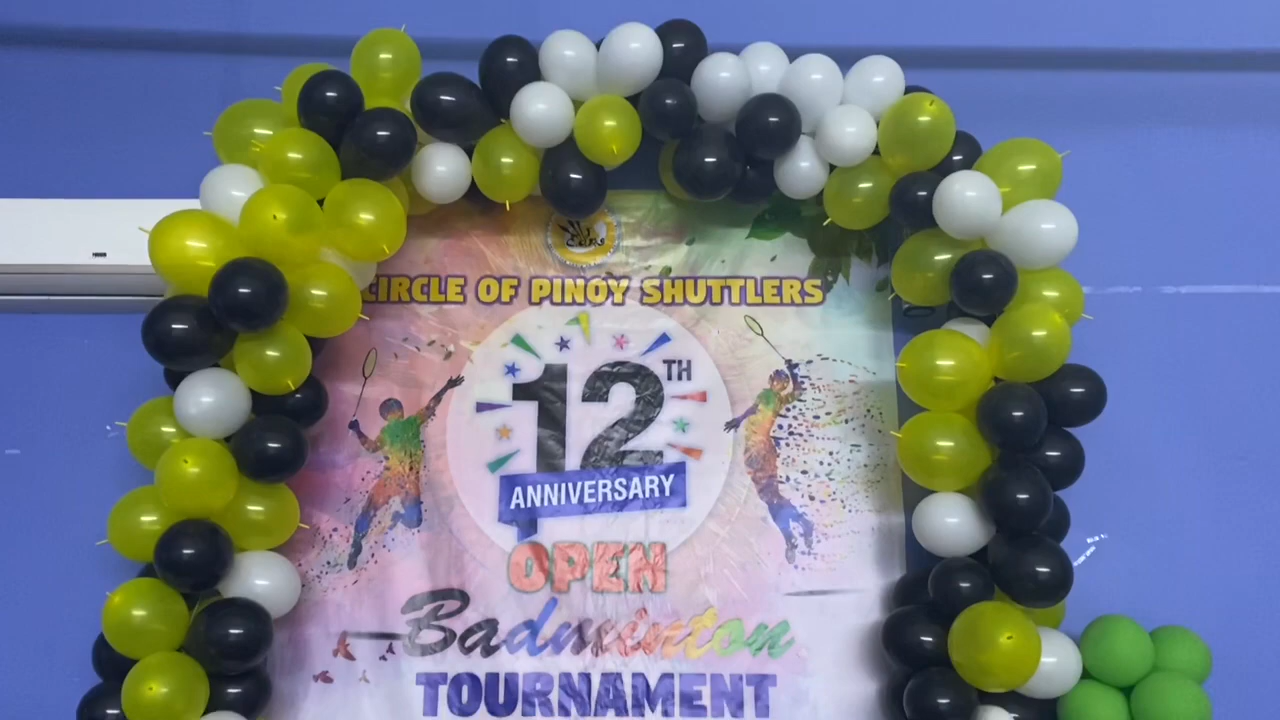 C.O.P.S
CIRCLE OF PINOY SHUTTLERS
12TH
ANNIVERSARY
OPEN
Badminton
TOURNAMENT